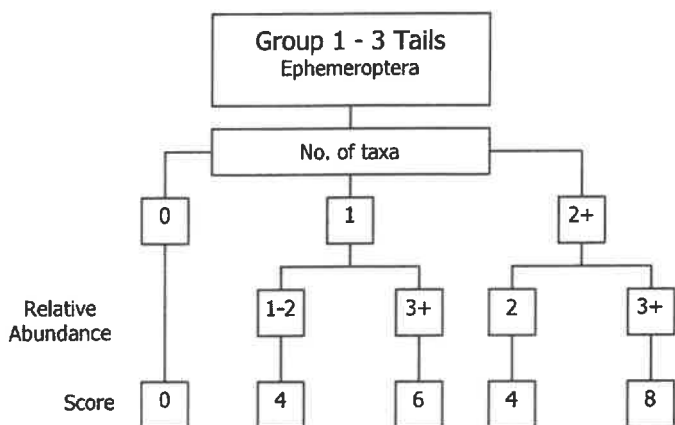 Group 1 - 3 Tails
Ephemeroptera
No. of taxa
0 1 2+
Relative
Abundance
1-2 3+ 2 3+
Score 0 4 6 4 8